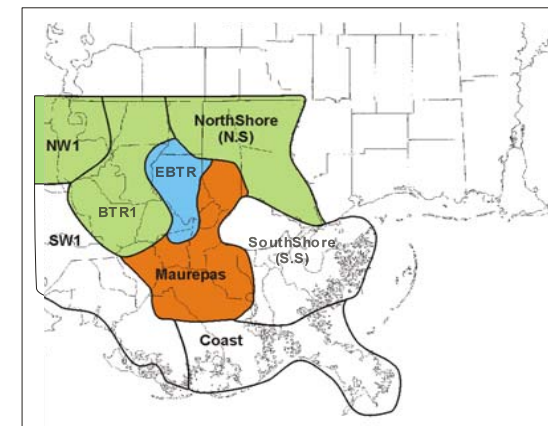 NorthShore
(N.S)
NW1
EBTR
BTR1
SW1
SouthShore
(S.S)
Maurepas
Coast